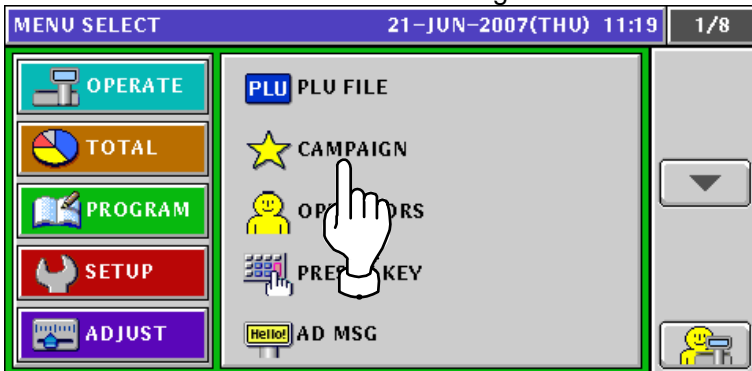 MENU SELECT 21-JUN-2007(THU) 11:19 1/8
OPERATE
TOTAL
PROGRAM
SETUP
ADJUST
PLU PLU FILE
CAMPAIGN
KEY
Hello! AD MSG